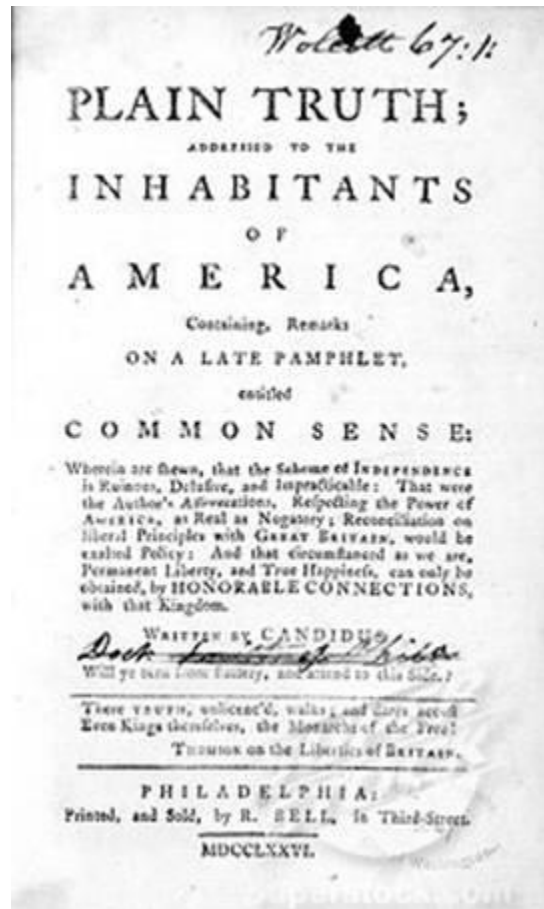 Wolcott 67:1:
PLAIN TRUTH;
ADDRESSED TO THE
INHABITANTS
OF
AMERICA,
Containing, Remarks
ON A LATE PAMPHLET,
entitled
COMMON SENSE:
Wherein are shewn, that the Scheme of INDEPENDENCE
is Ruinous, Delusive, and Impracticable: That were
the Author's Asseverations, Respecting the Power of
AMERICA, as Real as Nugatory; Reconciliation on
liberal Principles with GREAT BRITAIN, would be
exalted Policy: And that circumstanced as we are,
Permanent Liberty, and True Happiness, can only be
obtained, by HONORABLE CONNECTIONS,
with that Kingdom.
WRITTEN BY CANDIDUS
Will ye turn from flattery, and attend to this Side.?
There TRUTH, unlicenc'd, walks; and dares accost
Even Kings themselves, the Monarchs of the Free!
THOMSON on the Liberties of BRITAIN.
PHILADELPHIA:
Printed, and Sold, by R. BELL, in Third-Street.
MDCCLXXVI.